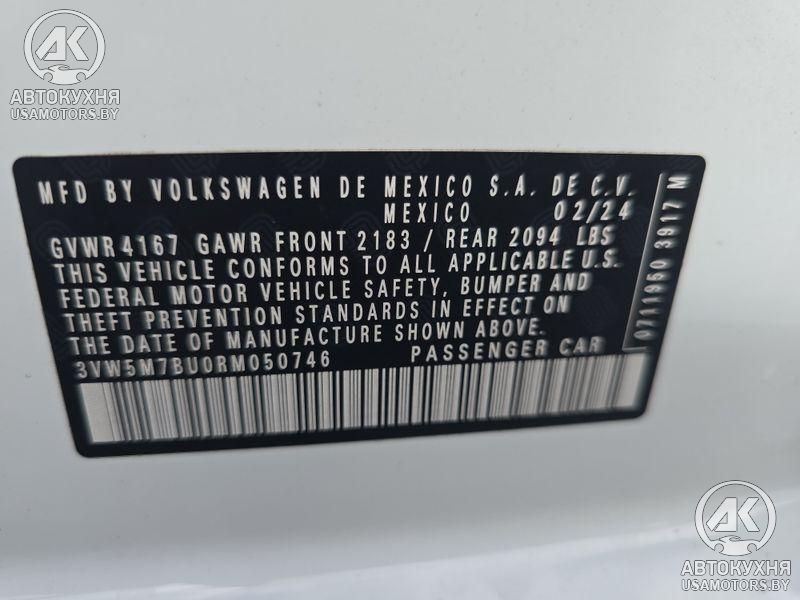 АК
АВТОКУХНЯ
USAMOTORS.BY
MFD BY VOLKSWAGEN DE MEXICO S.A. DE C.V.
MEXICO 02/24
GVWR 4167 GAWR FRONT 2183 / REAR 2094 LBS
THIS VEHICLE CONFORMS TO ALL APPLICABLE U.S.
FEDERAL MOTOR VEHICLE SAFETY, BUMPER AND
THEFT PREVENTION STANDARDS IN EFFECT ON
THE DATE OF MANUFACTURE SHOWN ABOVE.
3VW5M7BU0RM050746 PASSENGER CAR
0711950 3917 M
АК
АВТОКУХНЯ
USAMOTORS.BY